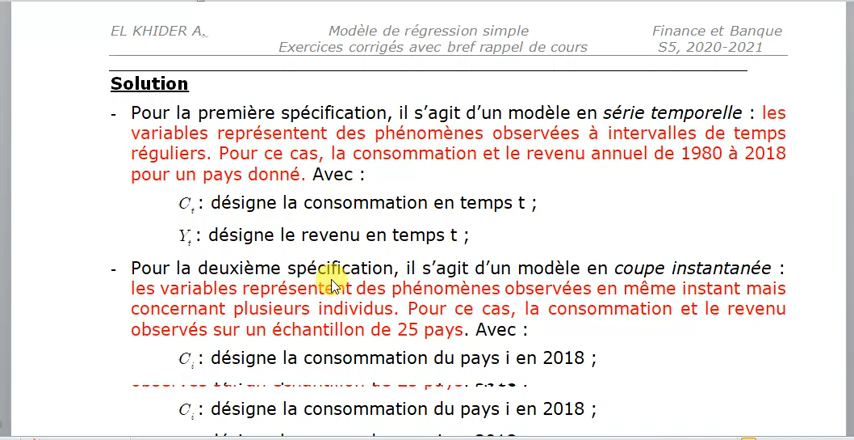 EL KHIDER A. Modèle de régression simple Finance et Banque
Exercices corrigés avec bref rappel de cours S5, 2020-2021
Solution
- Pour la première spécification, il s'agit d'un modèle en série temporelle : les
variables représentent des phénomènes observées à intervalles de temps
réguliers. Pour ce cas, la consommation et le revenu annuel de 1980 à 2018
pour un pays donné. Avec :
Ct : désigne la consommation en temps t ;
Yt : désigne le revenu en temps t ;
- Pour la deuxième spécification, il s'agit d'un modèle en coupe instantanée :
les variables représentent des phénomènes observées en même instant mais
concernant plusieurs individus. Pour ce cas, la consommation et le revenu
observés sur un échantillon de 25 pays. Avec :
Ci : désigne la consommation du pays i en 2018 ;
Ci : désigne la consommation du pays i en 2018 ;